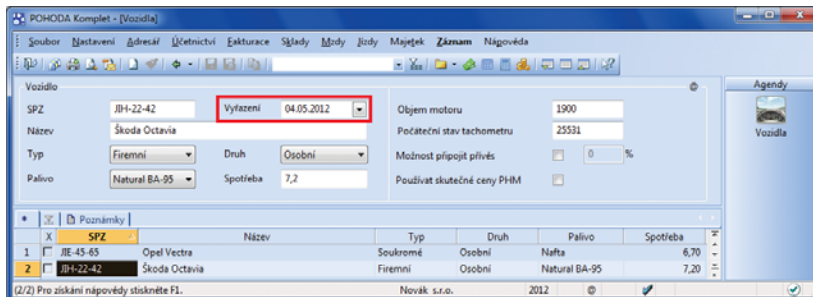 POHODA Komplet - [Vozidla]
Soubor Nastavení Adresář Účetnictví Fakturace Sklady Mzdy Jízdy Majetek Záznam Nápověda
Vozidlo @ Agendy
SPZ JIH-22-42 Vyřazení 04.05.2012 Objem motoru 1900
Název Škoda Octavia Počáteční stav tachometru 25531 Vozidla
Typ Firemní Druh Osobní Možnost připojit přívěs 0 %
Palivo Natural BA-95 Spotřeba 7,2 Používat skutečné ceny PHM
* Poznámky
X SPZ Název Typ Druh Palivo Spotřeba
1 JIE-45-65 Opel Vectra Soukromé Osobní Nafta 6,70
2 JIH-22-42 Škoda Octavia Firemní Osobní Natural BA-95 7,20
(2/2) Pro získání nápovědy stiskněte F1. Novák s.r.o. 2012 @